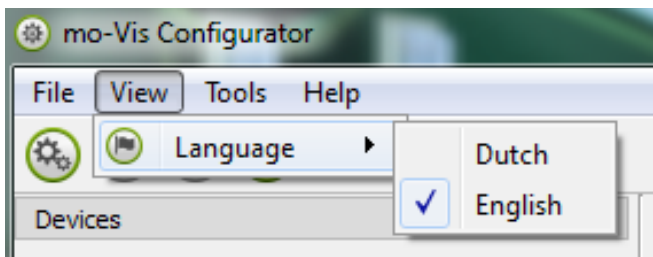 mo-Vis Configurator
File View Tools Help
Language
Dutch
English
Devices